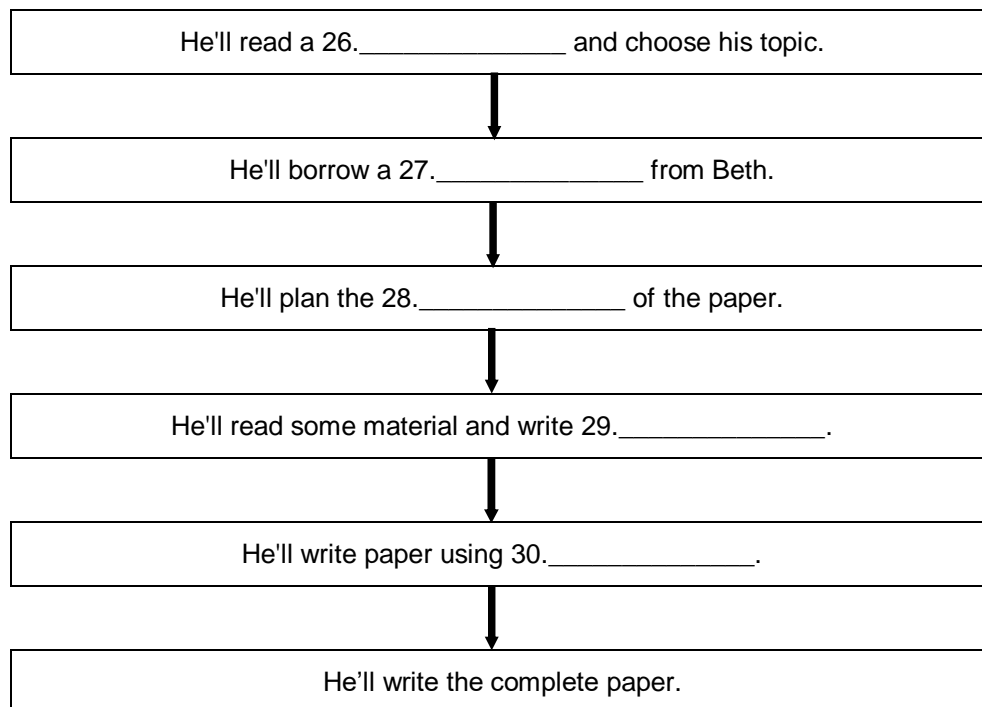 He'll read a 26.______________ and choose his topic.
He'll borrow a 27.______________ from Beth.
He'll plan the 28.______________ of the paper.
He'll read some material and write 29.______________.
He'll write paper using 30.______________.
He’ll write the complete paper.